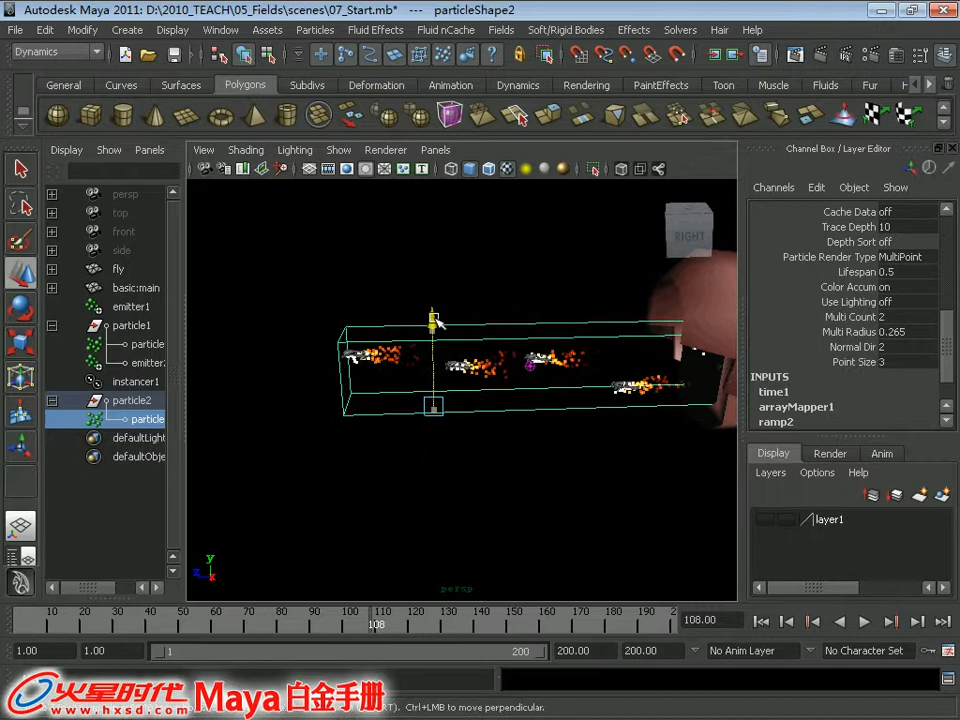 Autodesk Maya 2011: D:\2010_TEACH\05_Fields\scenes\07_Start.mb* --- particleShape2
File Edit Modify Create Display Window Assets Particles Fluid Effects Fluid nCache Fields Soft/Rigid Bodies Effects Solvers Hair Nucleus Help
Dynamics
General Curves Surfaces Polygons Subdivs Deformation Animation Dynamics Rendering PaintEffects Toon Muscle Fluids Fur
Display Show Panels
View Shading Lighting Show Renderer Panels
Channel Box / Layer Editor
Channels Edit Object Show
persp
top
front
side
fly
basic:main
emitter1
particle1
particle
emitter2
instancer1
particle2
particle
defaultLight
defaultObje
RIGHT
y
z
x
persp
Cache Data off
Trace Depth 10
Depth Sort off
Particle Render Type MultiPoint
Lifespan 0.5
Color Accum on
Use Lighting off
Multi Count 2
Multi Radius 0.265
Normal Dir 2
Point Size 3
INPUTS
time1
arrayMapper1
ramp2
Display Render Anim
Layers Options Help
layer1
10 20 30 40 50 60 70 80 90 100 110 120 130 140 150 160 170 180 190 2
108
108.00
1.00 1.00 1 200 200.00 200.00 No Anim Layer No Character Set
火星时代 Maya白金手册
www.hxsd.com
Ctrl+LMB to move perpendicular.